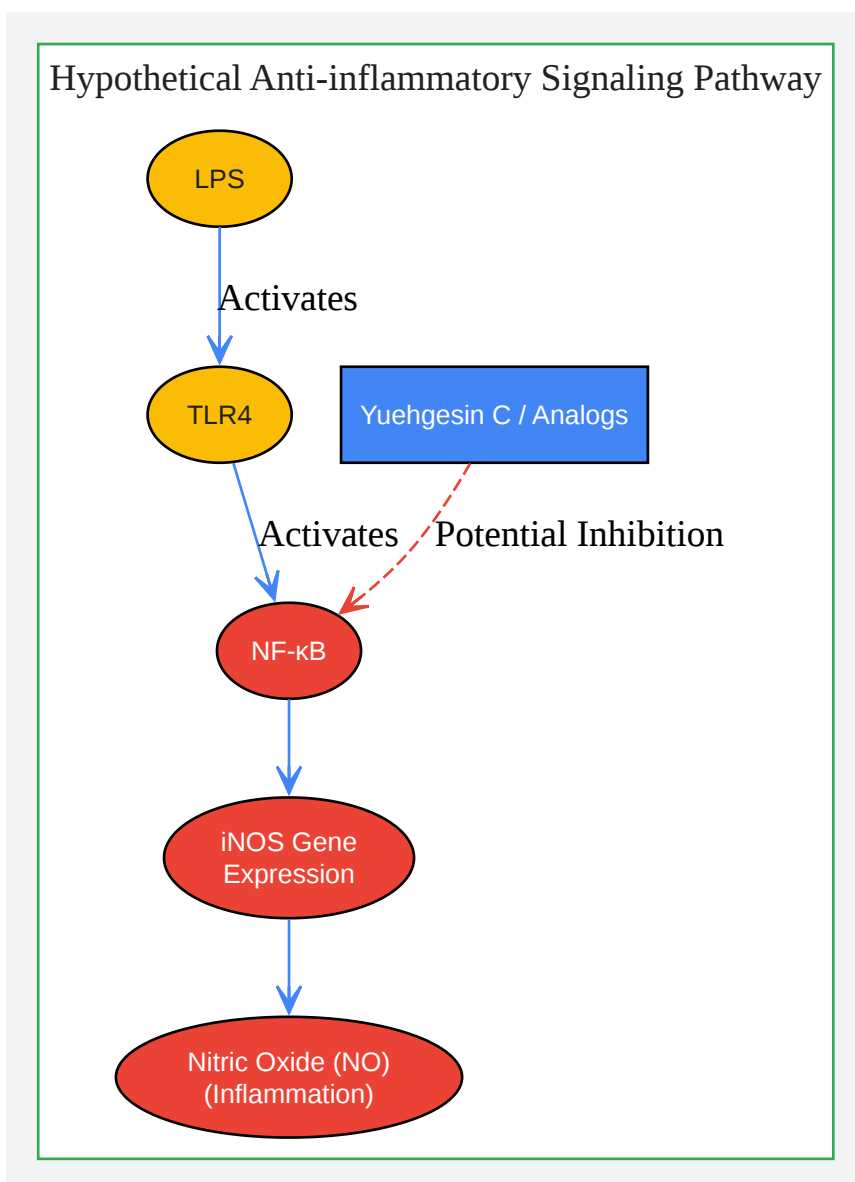 Hypothetical Anti-inflammatory Signaling Pathway
LPS
Activates
TLR4
Yuehgesin C / Analogs
Activates
Potential Inhibition
NF-κB
iNOS Gene
Expression
Nitric Oxide (NO)
(Inflammation)